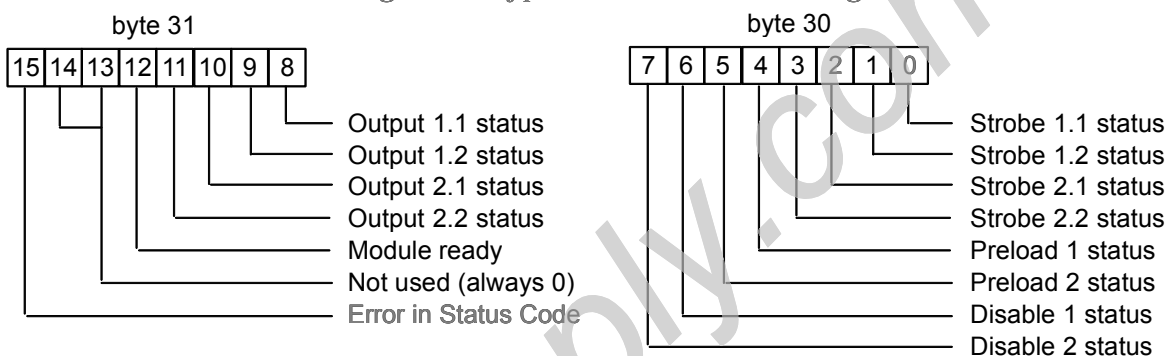 byte 31
15 14 13 12 11 10 9 8
Output 1.1 status
Output 1.2 status
Output 2.1 status
Output 2.2 status
Module ready
Not used (always 0)
Error in Status Code
byte 30
7 6 5 4 3 2 1 0
Strobe 1.1 status
Strobe 1.2 status
Strobe 2.1 status
Strobe 2.2 status
Preload 1 status
Preload 2 status
Disable 1 status
Disable 2 status